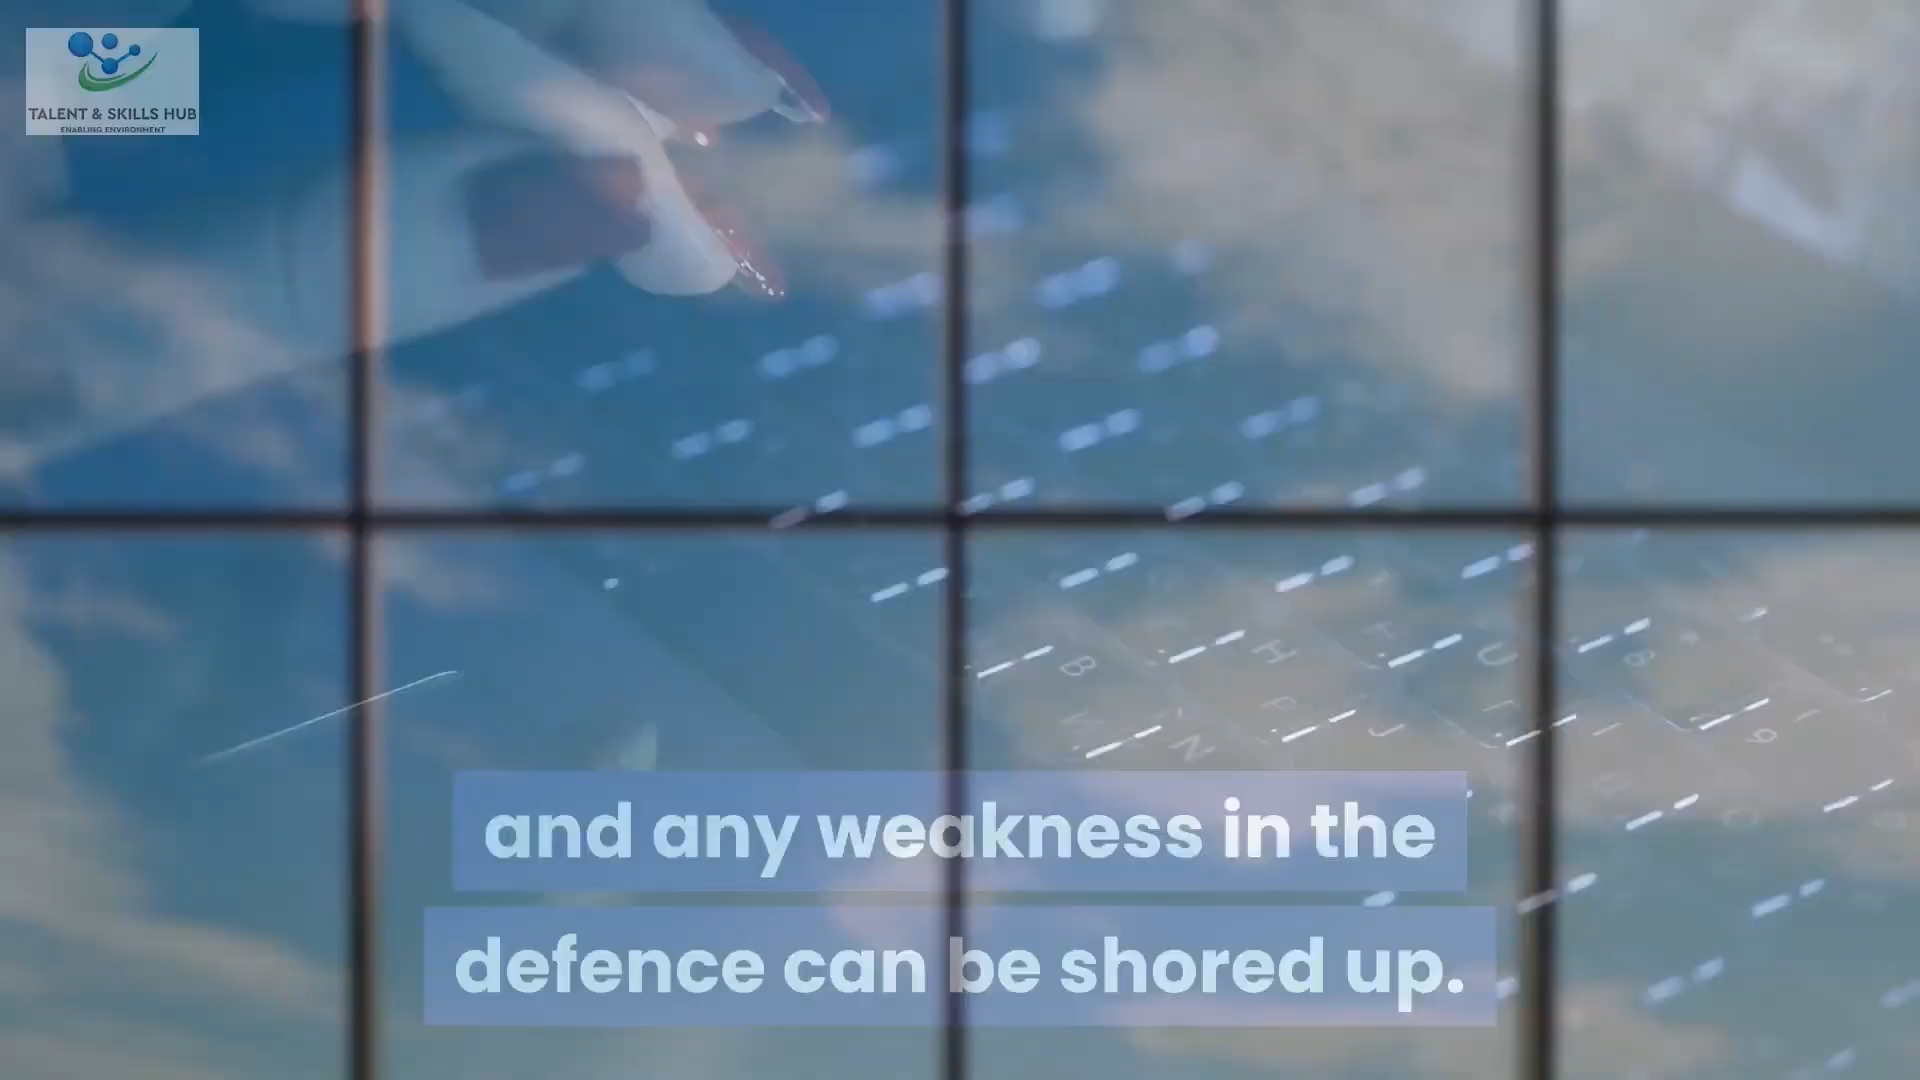 TALENT & SKILLS HUB
ENABLING ENVIRONMENT
and any weakness in the
defence can be shored up.